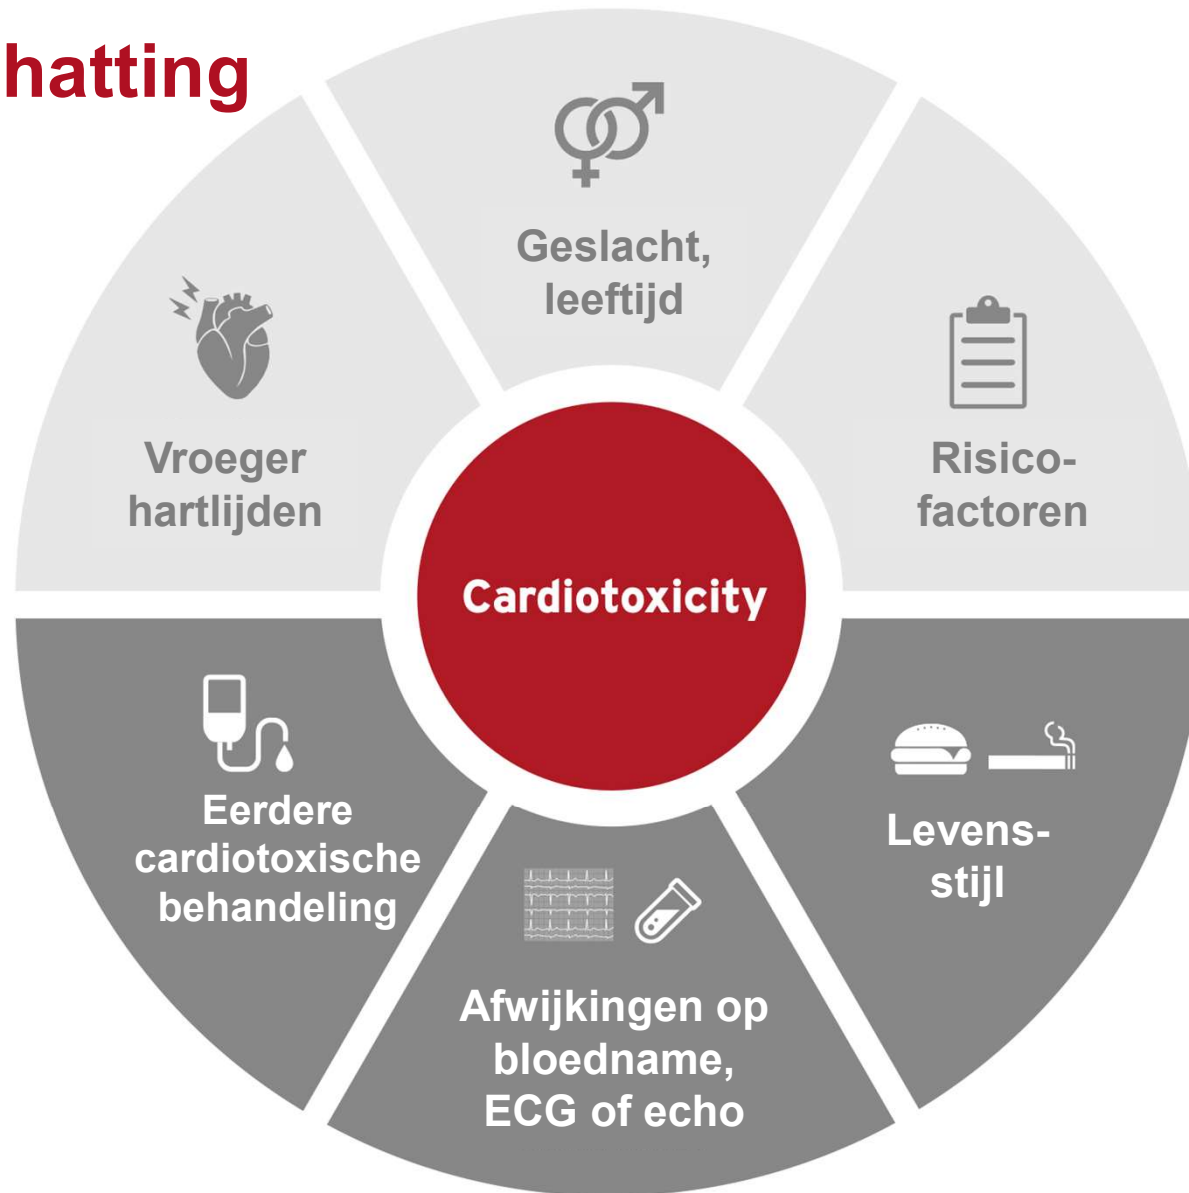 hatting
Geslacht,
leeftijd
Vroeger
hartlijden
Risico-
factoren
Cardiotoxicity
Eerdere
cardiotoxische
behandeling
Levens-
stijl
Afwijkingen op
bloedname,
ECG of echo